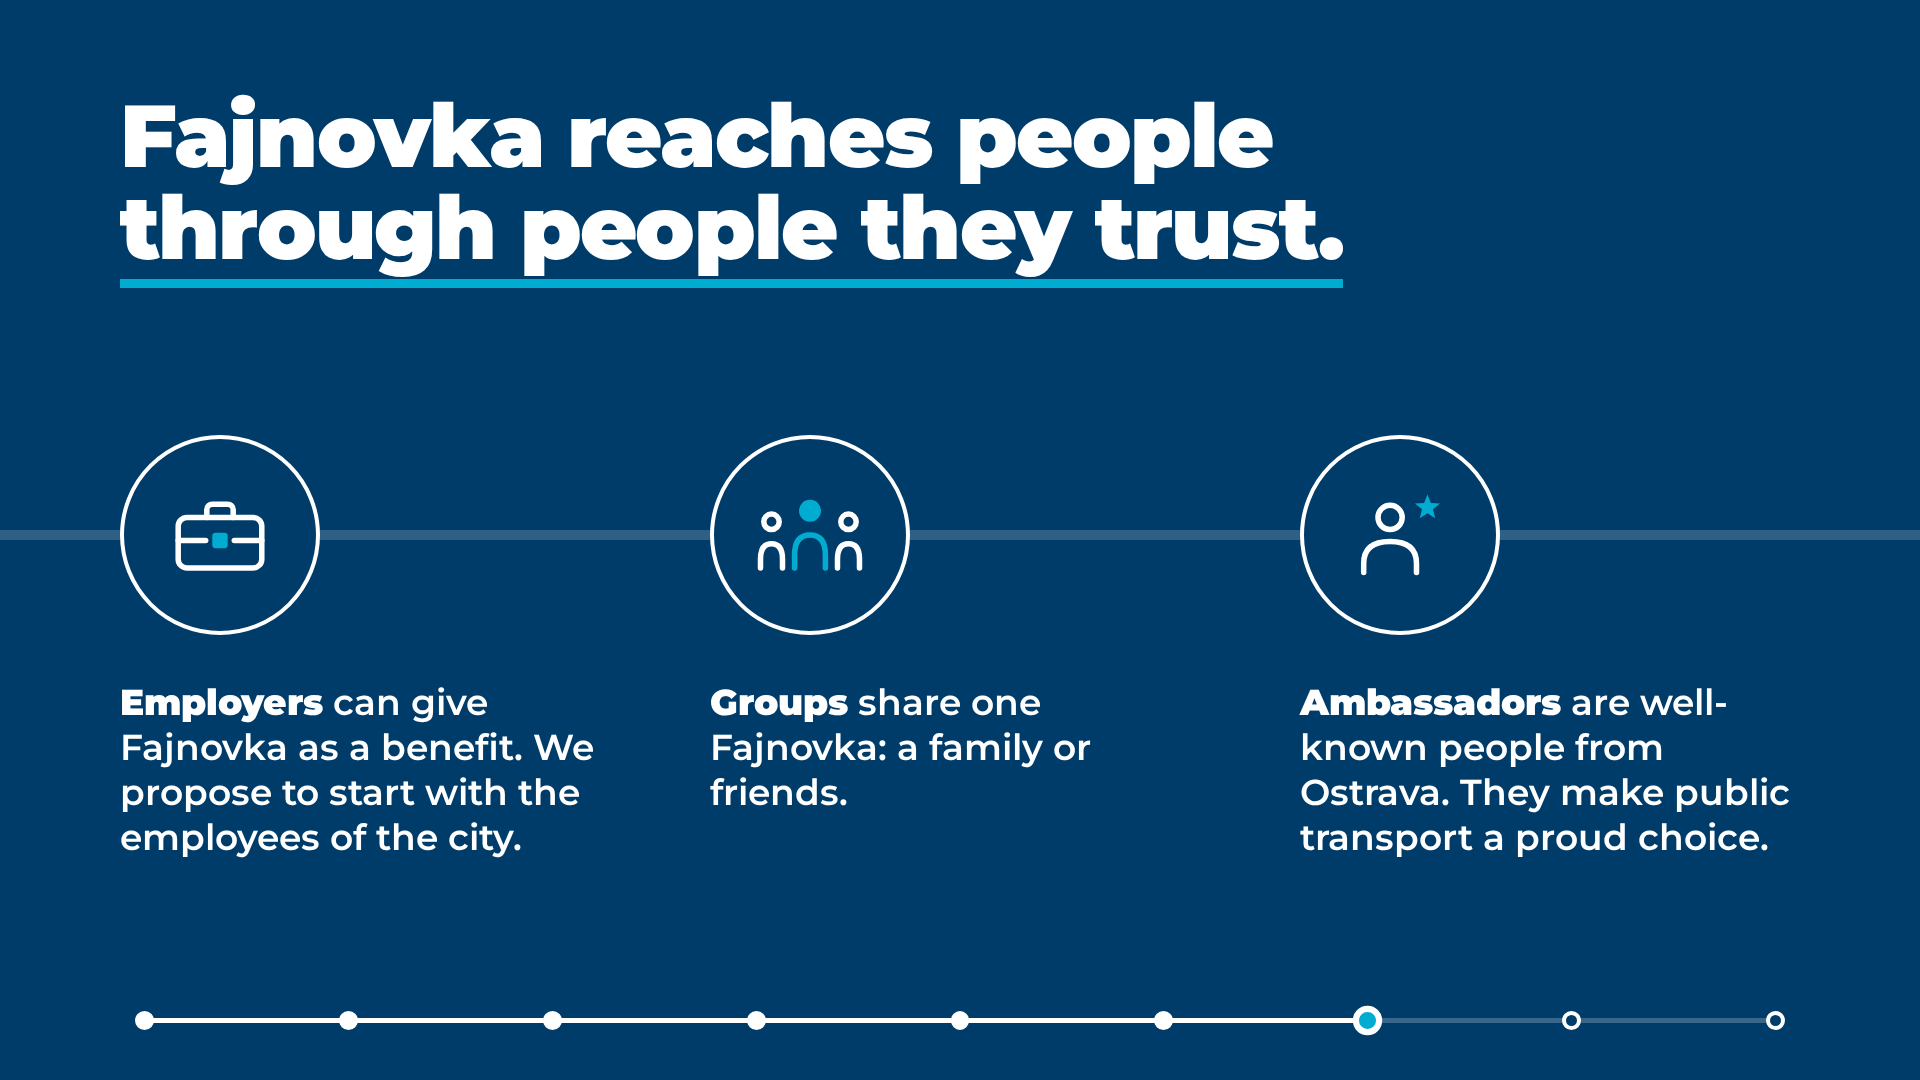 Fajnovka reaches people
through people they trust.
Employers can give
Fajnovka as a benefit. We
propose to start with the
employees of the city.
Groups share one
Fajnovka: a family or
friends.
Ambassadors are well-
known people from
Ostrava. They make public
transport a proud choice.